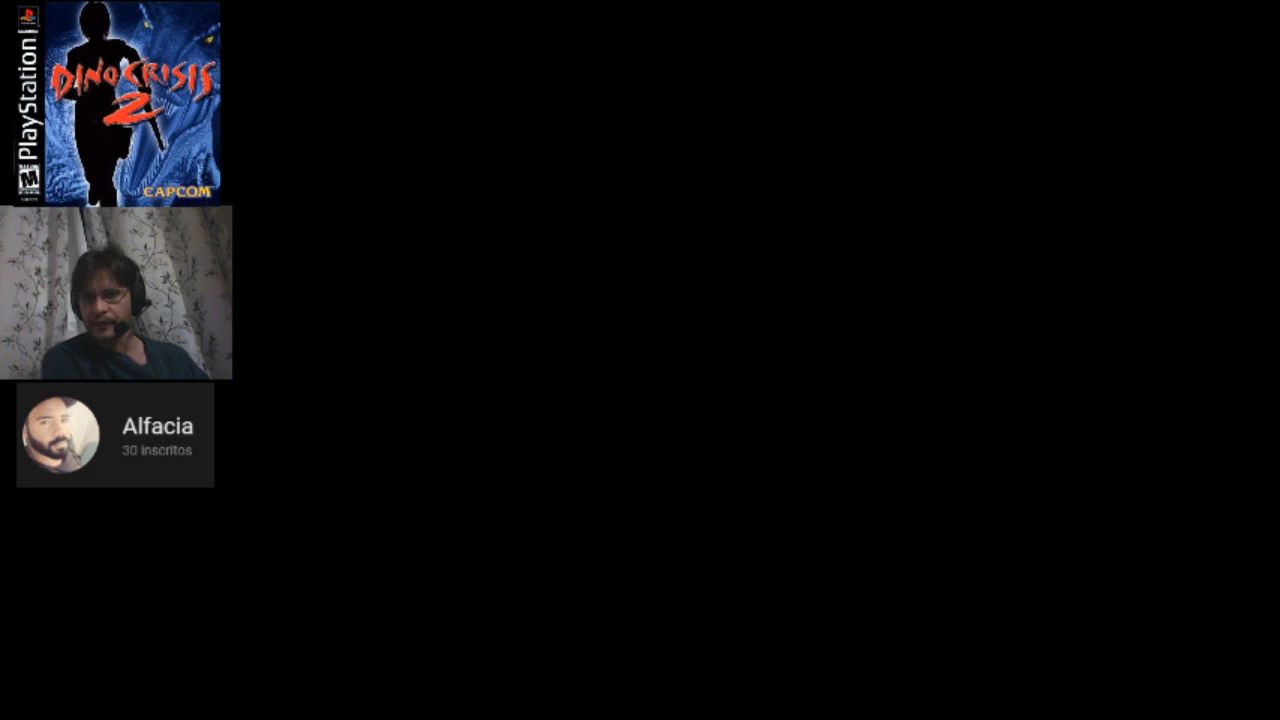 PlayStation
DINO CRISIS
2
M
CAPCOM
Alfacia
30 inscritos